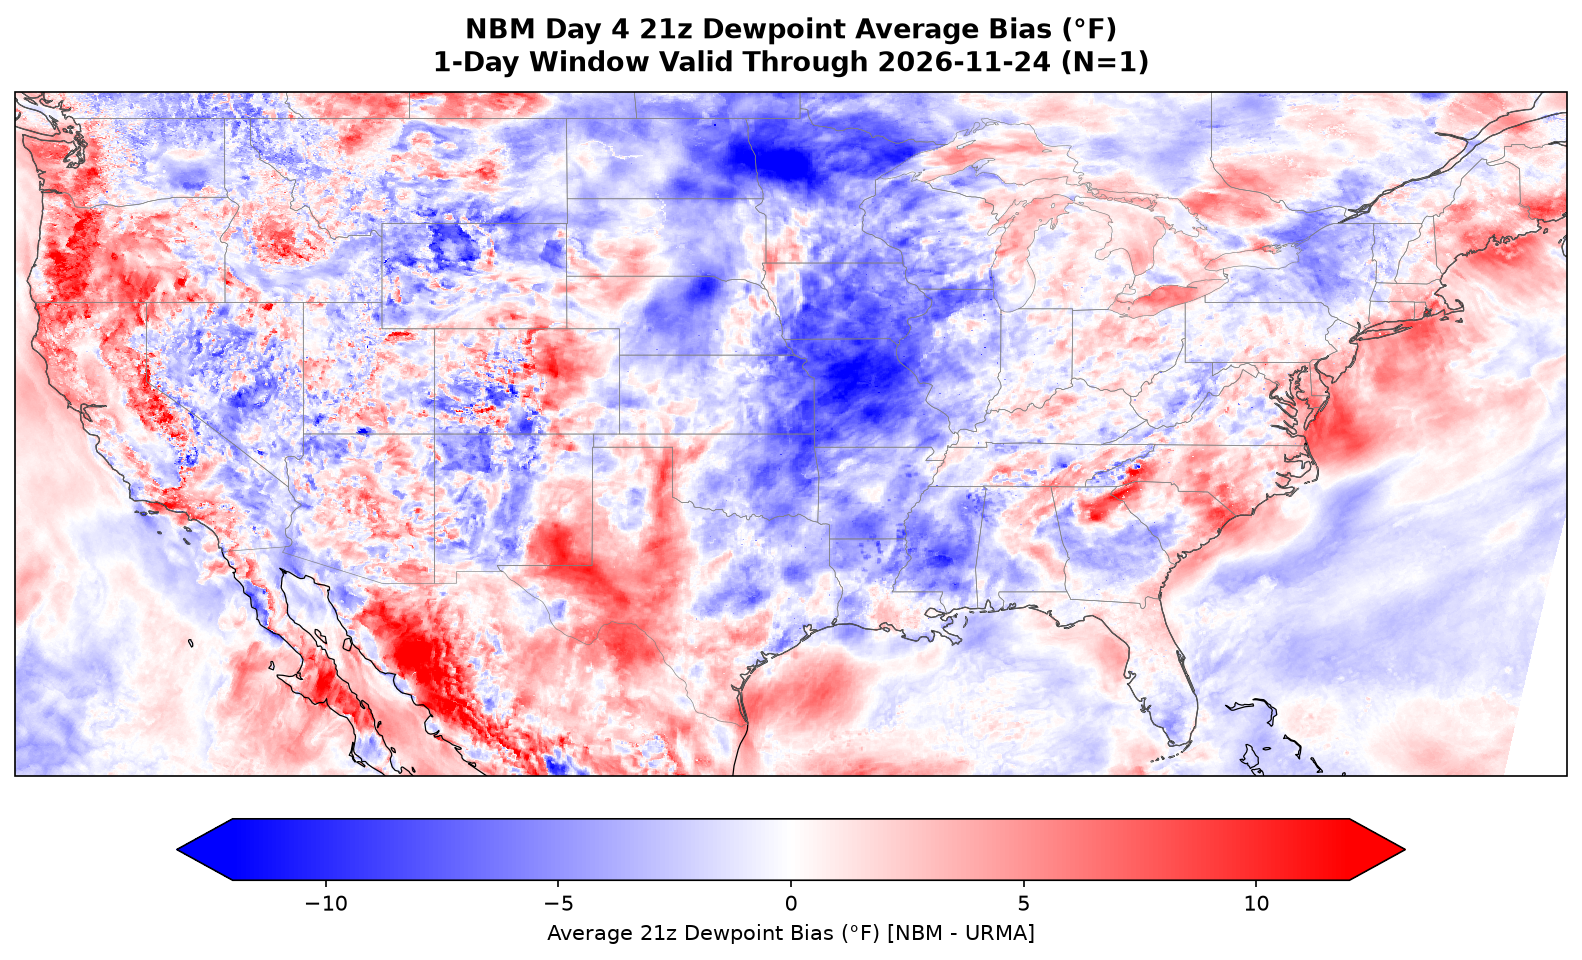 NBM Day 4 21z Dewpoint Average Bias (°F)
1-Day Window Valid Through 2026-11-24 (N=1)
−10 −5 0 5 10
Average 21z Dewpoint Bias (°F) [NBM - URMA]